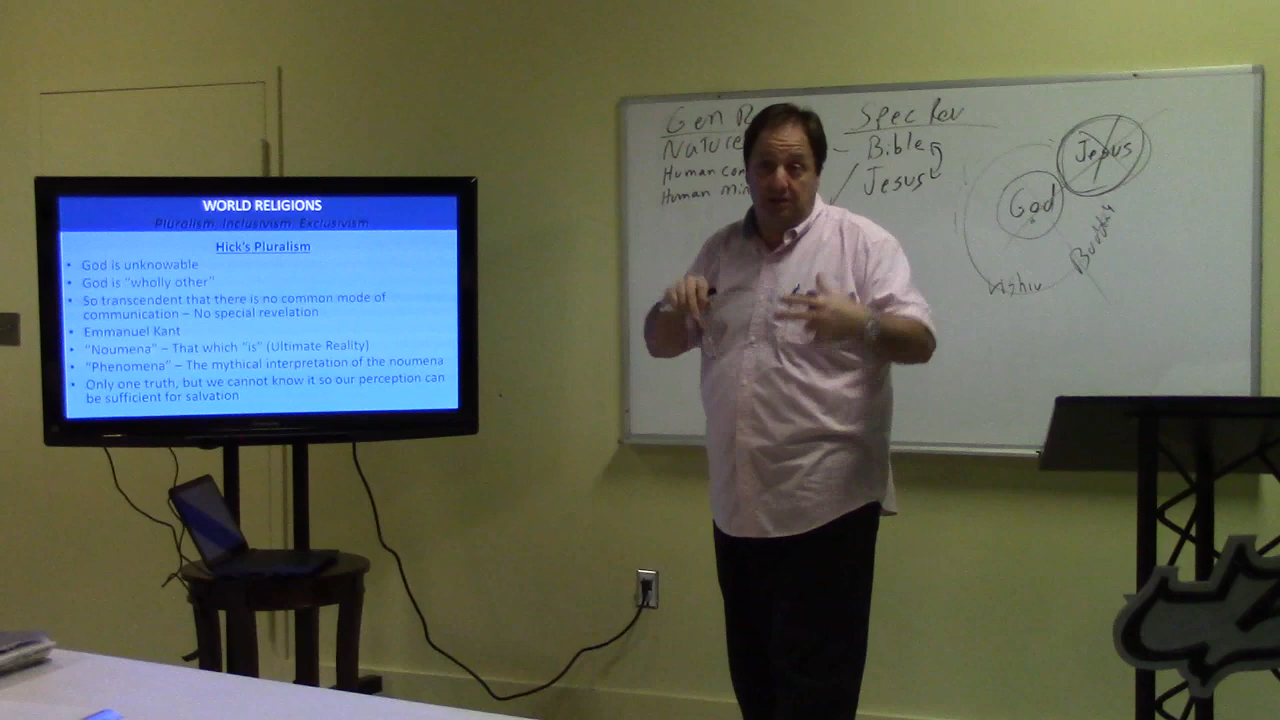 WORLD RELIGIONS
Pluralism, Inclusivism, Exclusivism
Hick's Pluralism
• God is unknowable
• God is "wholly other"
• So transcendent that there is no common mode of
communication – No special revelation
• Emmanuel Kant
• "Noumena" – That which "is" (Ultimate Reality)
• "Phenomena" – The mythical interpretation of the noumena
• Only one truth, but we cannot know it so our perception can
be sufficient for salvation
Gen R
Nature
Human con
Human min
Spec Rev
Bible
Jesus
Jesus
God